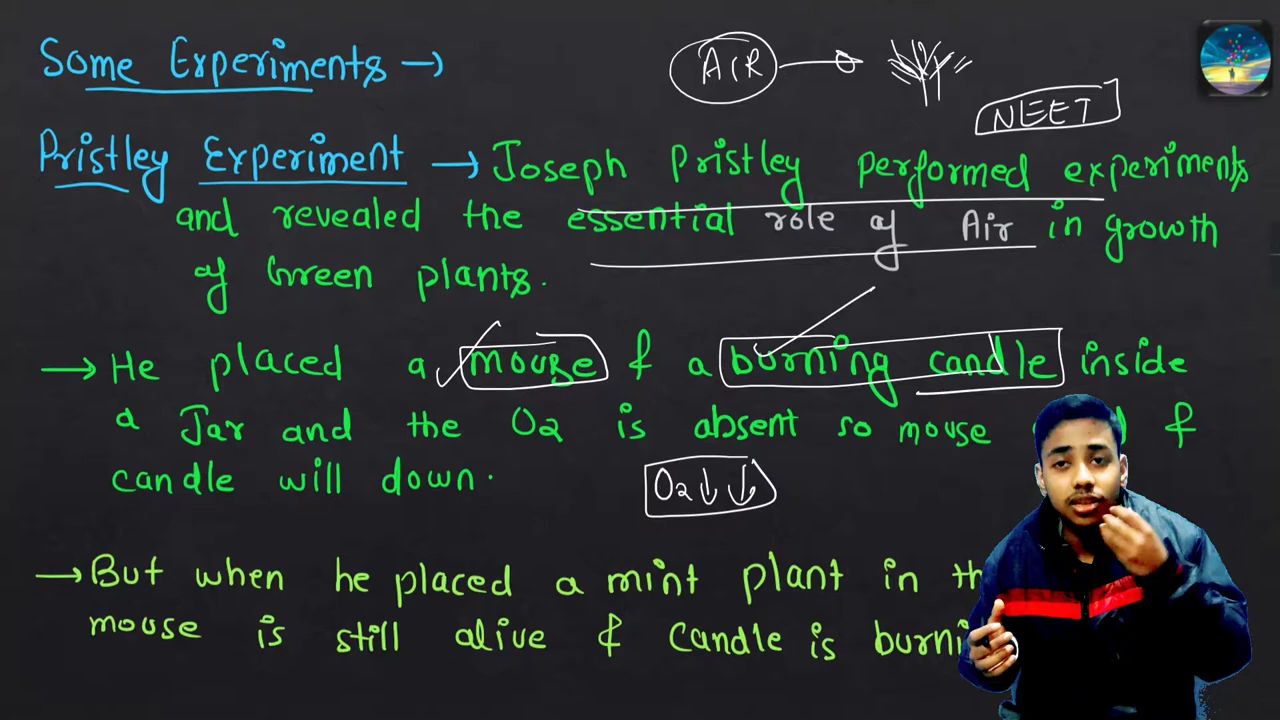 Some Experiments →
AIR →
NEET
Pristley Experiment → Joseph Pristley performed experiments
and revealed the essential role of Air in growth
of Green plants.
→ He placed a mouse & a burning candle inside
a Jar and the O2 is absent so mouse &
candle will down.
O2↓↓
→ But when he placed a mint plant in
mouse is still alive & Candle is